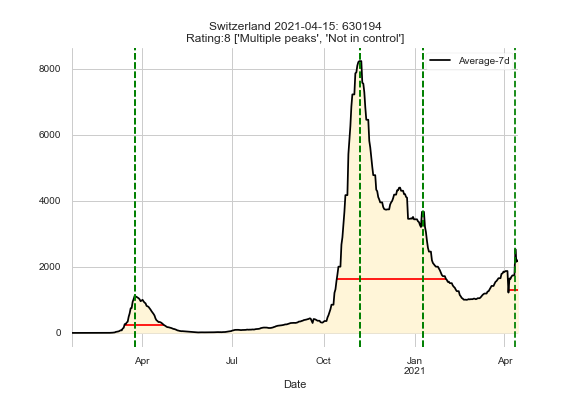 Switzerland 2021-04-15: 630194
Rating:8 ['Multiple peaks', 'Not in control']
Average-7d
8000
6000
4000
2000
0
Apr
Jul
Oct
Jan
2021
Apr
Date